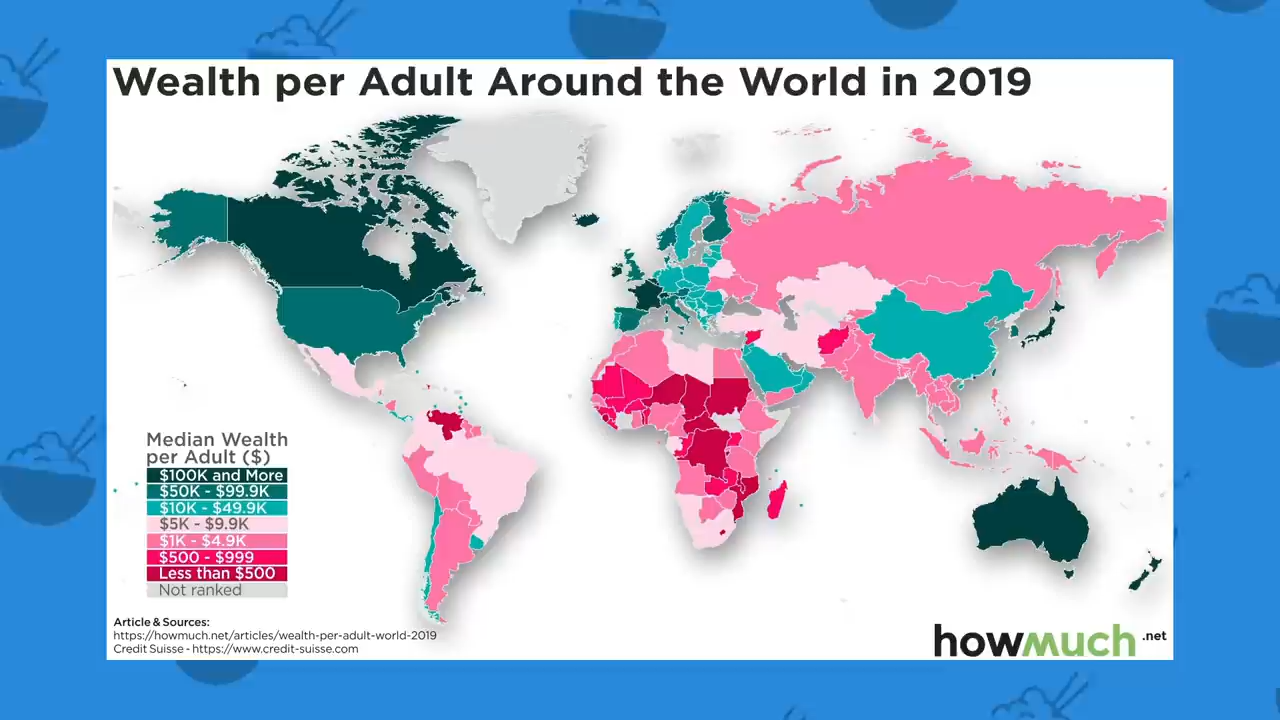 Wealth per Adult Around the World in 2019
Median Wealth
per Adult ($)
$100K and More
$50K - $99.9K
$10K - $49.9K
$5K - $9.9K
$1K - $4.9K
$500 - $999
Less than $500
Not ranked
Article & Sources:
https://howmuch.net/articles/wealth-per-adult-world-2019
Credit Suisse - https://www.credit-suisse.com
howmuch.net